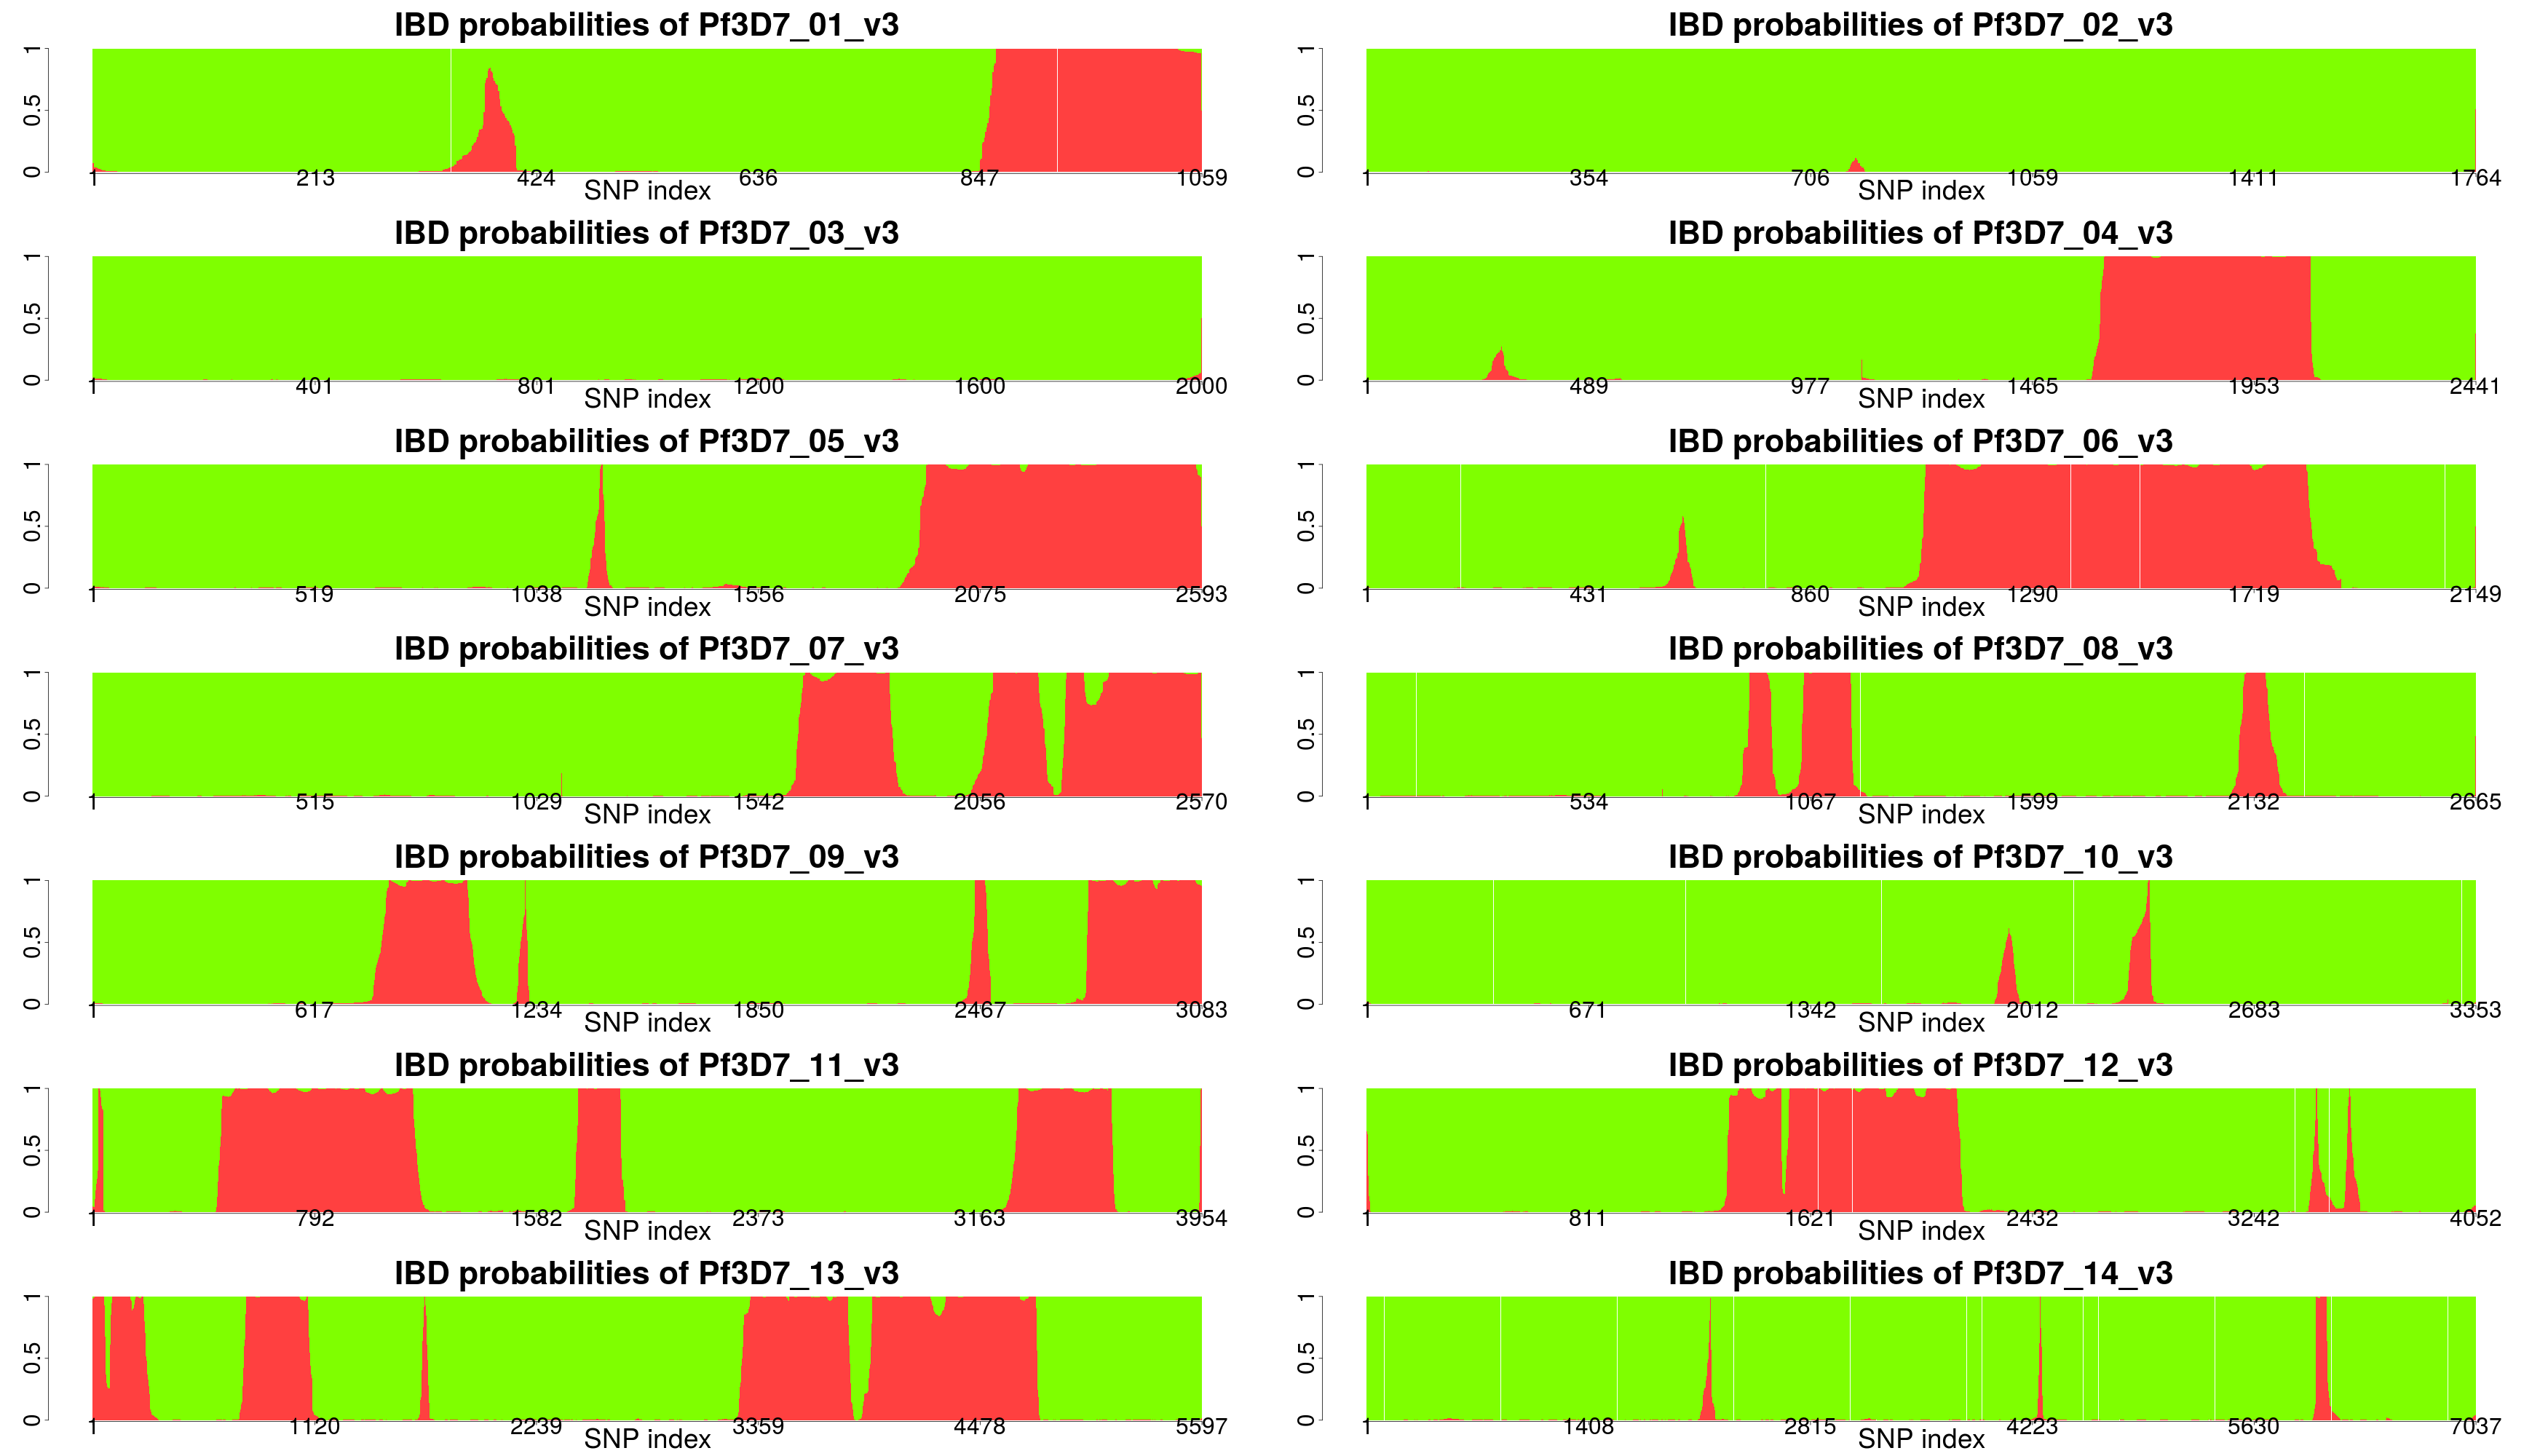 IBD probabilities of Pf3D7_01_v3
0 0.5 1
1 213 424 636 847 1059
SNP index
IBD probabilities of Pf3D7_02_v3
0 0.5 1
1 354 706 1059 1411 1764
SNP index
IBD probabilities of Pf3D7_03_v3
0 0.5 1
1 401 801 1200 1600 2000
SNP index
IBD probabilities of Pf3D7_04_v3
0 0.5 1
1 489 977 1465 1953 2441
SNP index
IBD probabilities of Pf3D7_05_v3
0 0.5 1
1 519 1038 1556 2075 2593
SNP index
IBD probabilities of Pf3D7_06_v3
0 0.5 1
1 431 860 1290 1719 2149
SNP index
IBD probabilities of Pf3D7_07_v3
0 0.5 1
1 515 1029 1542 2056 2570
SNP index
IBD probabilities of Pf3D7_08_v3
0 0.5 1
1 534 1067 1599 2132 2665
SNP index
IBD probabilities of Pf3D7_09_v3
0 0.5 1
1 617 1234 1850 2467 3083
SNP index
IBD probabilities of Pf3D7_10_v3
0 0.5 1
1 671 1342 2012 2683 3353
SNP index
IBD probabilities of Pf3D7_11_v3
0 0.5 1
1 792 1582 2373 3163 3954
SNP index
IBD probabilities of Pf3D7_12_v3
0 0.5 1
1 811 1621 2432 3242 4052
SNP index
IBD probabilities of Pf3D7_13_v3
0 0.5 1
1 1120 2239 3359 4478 5597
SNP index
IBD probabilities of Pf3D7_14_v3
0 0.5 1
1 1408 2815 4223 5630 7037
SNP index